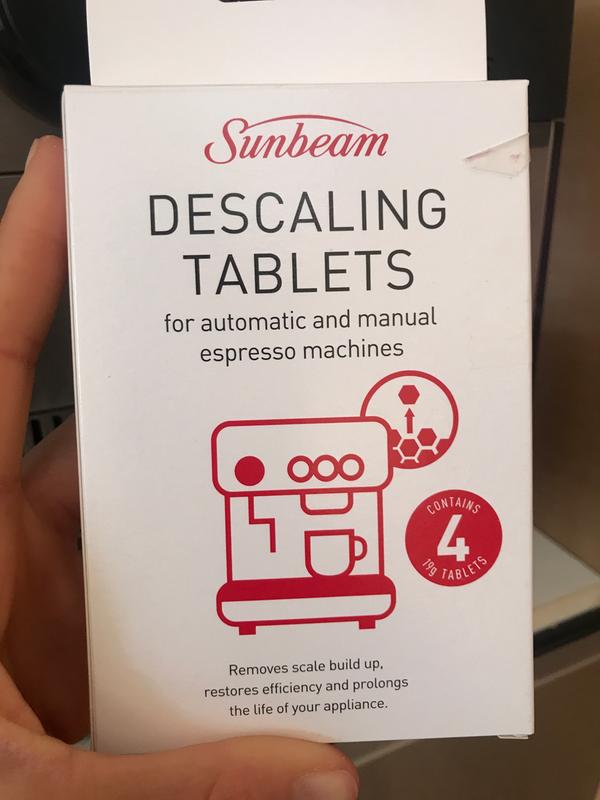 Sunbeam
DESCALING
TABLETS
for automatic and manual
espresso machines
CONTAINS
4
19g TABLETS
Removes scale build up,
restores efficiency and prolongs
the life of your appliance.